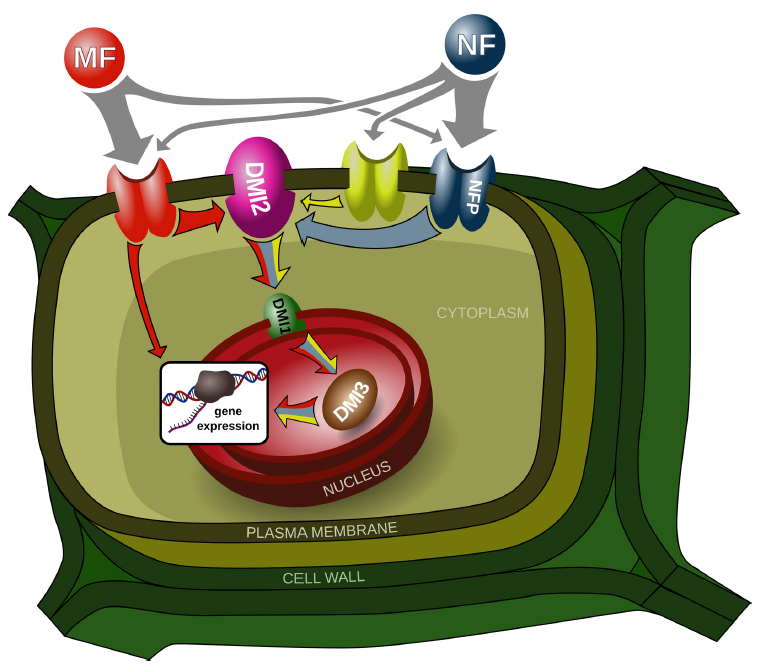 MF
NF
DMI2
NFP
CYTOPLASM
DMI1
DMI3
gene
expression
NUCLEUS
PLASMA MEMBRANE
CELL WALL